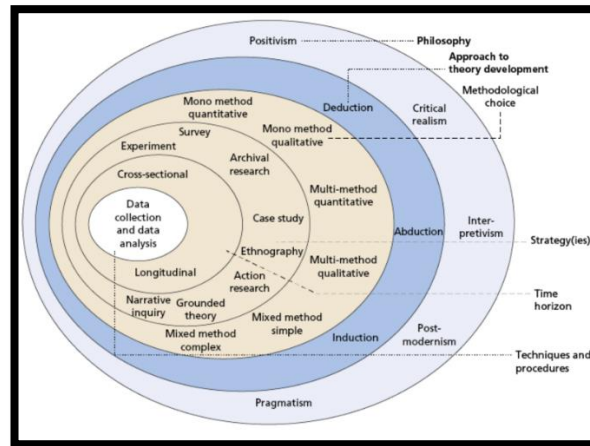 Positivism
Philosophy
Approach to
theory development
Methodological
choice
Mono method
quantitative
Deduction
Critical
realism
Survey
Mono method
qualitative
Experiment
Archival
research
Cross-sectional
Multi-method
quantitative
Data
collection
and data
analysis
Case study
Abduction
Inter-
pretivism
Ethnography
Strategy(ies)
Multi-method
qualitative
Longitudinal
Action
research
Time
horizon
Narrative
inquiry
Grounded
theory
Mixed method
simple
Mixed method
complex
Induction
Post-
modernism
Techniques and
procedures
Pragmatism